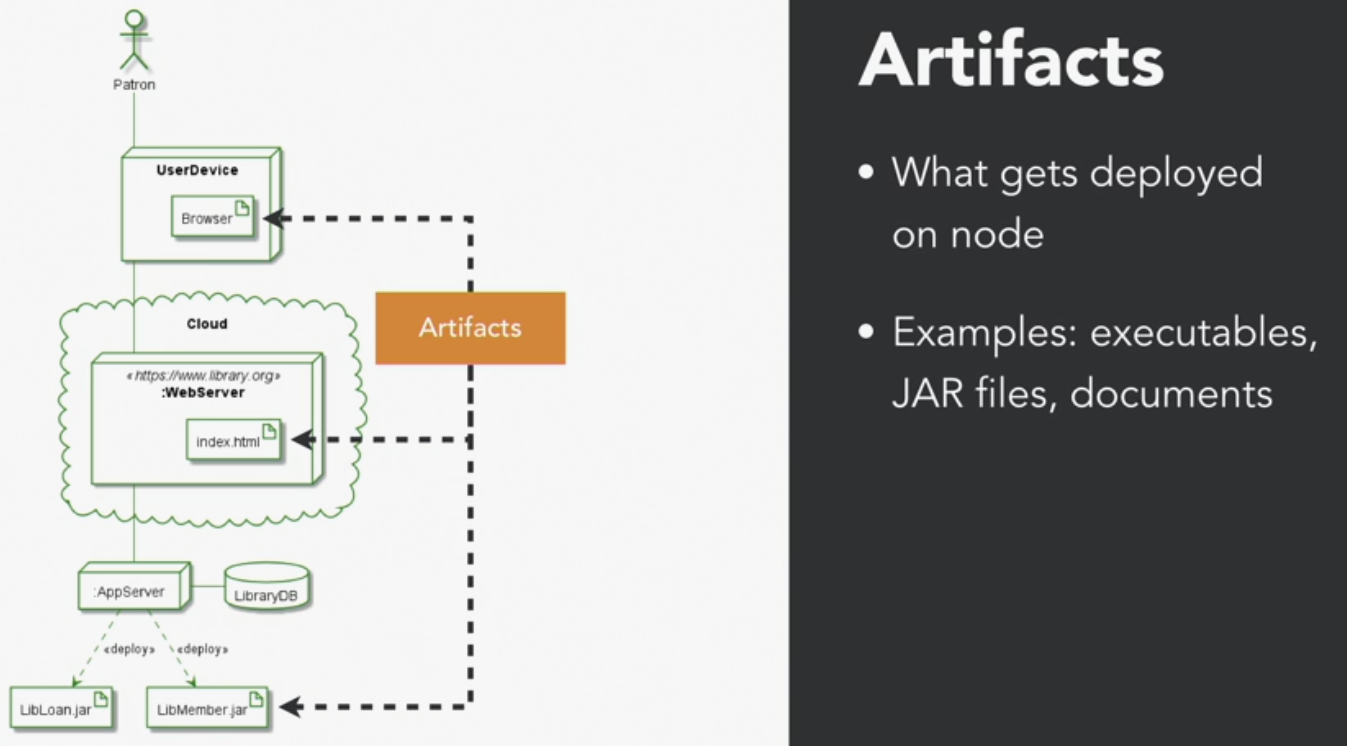 Patron
UserDevice
Browser
Cloud
«https://www.library.org»
:WebServer
index.html
Artifacts
:AppServer
LibraryDB
«deploy»
«deploy»
LibLoan.jar
LibMember.jar
Artifacts
• What gets deployed
on node
• Examples: executables,
JAR files, documents